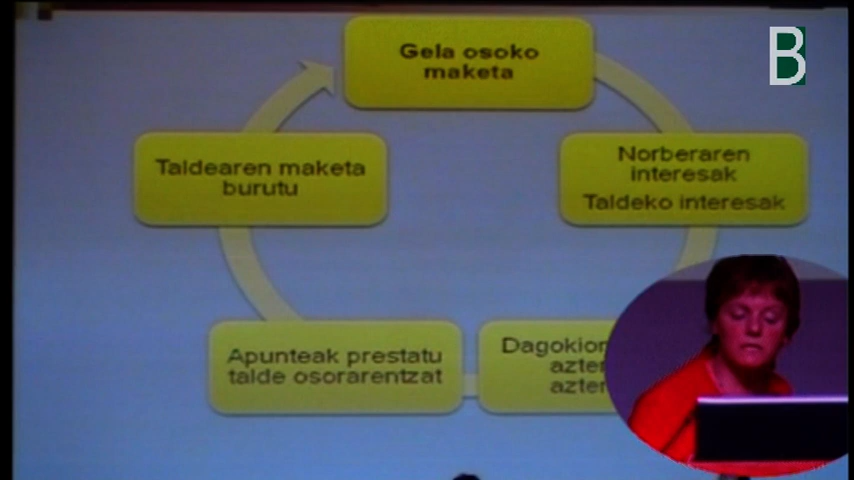 B
Gela osoko
maketa
Taldearen maketa
burutu
Norberaren
interesak
Taldeko interesak
Apunteak prestatu
talde osorarentzat